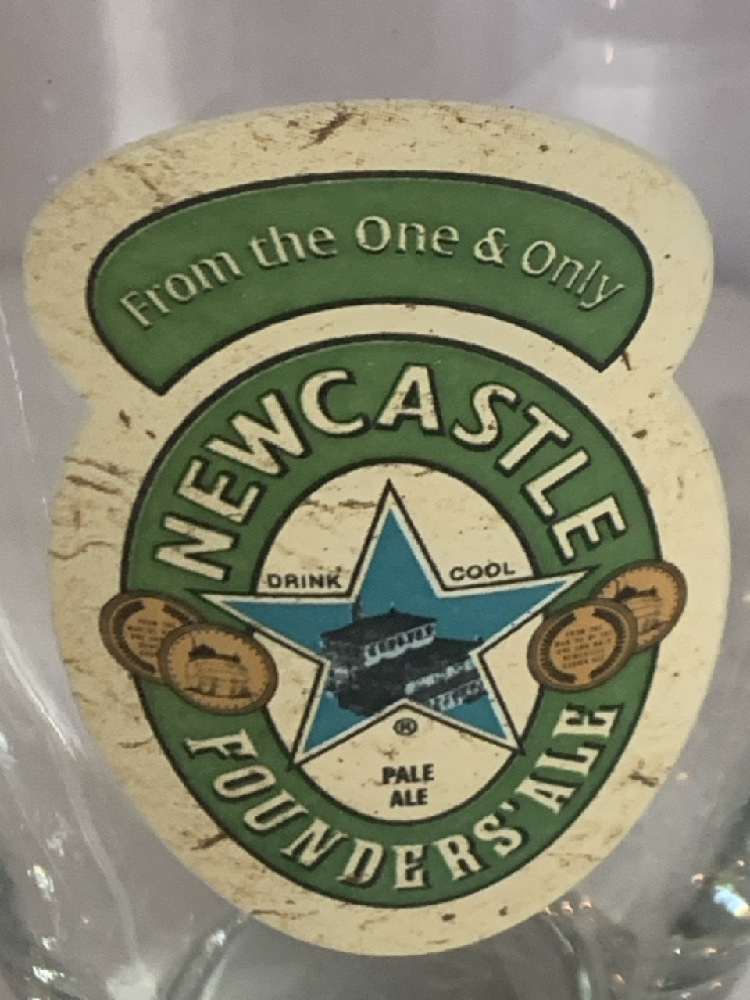 From the One & Only
NEWCASTLE
DRINK COOL
®
PALE
ALE
FOUNDERS' ALE